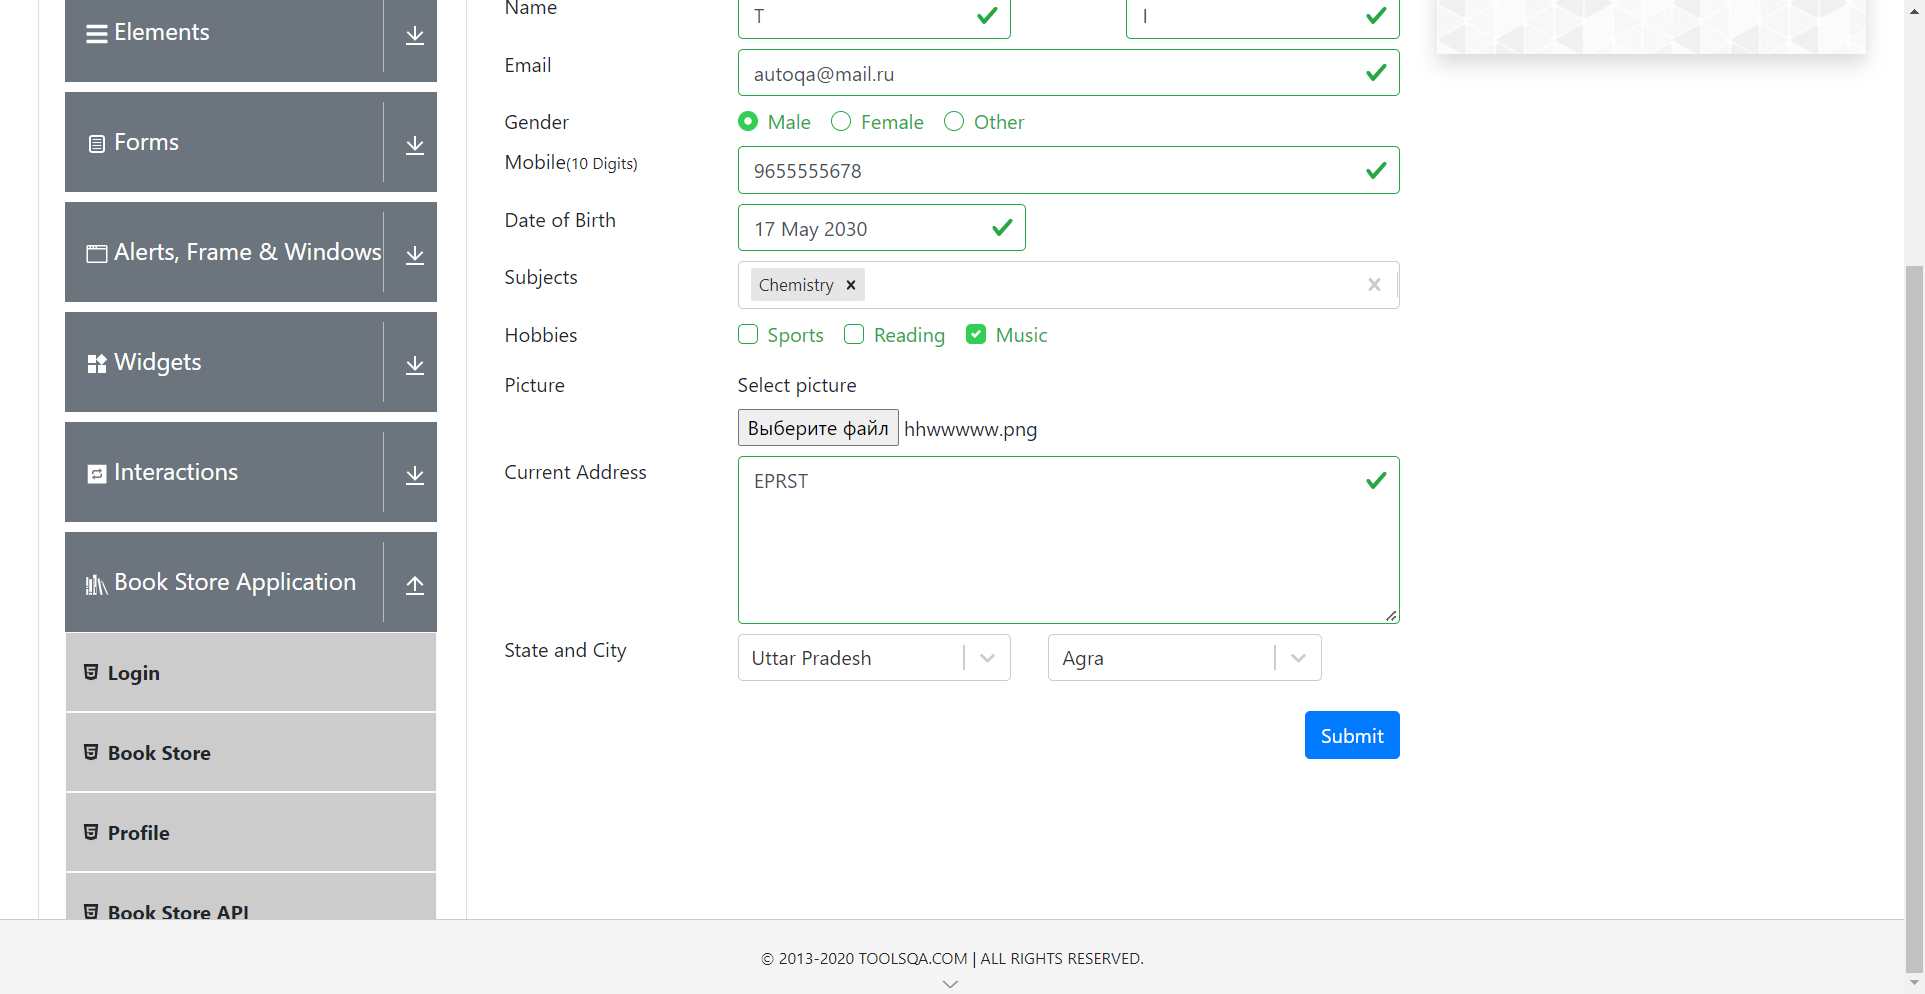 Elements
Forms
Alerts, Frame & Windows
Widgets
Interactions
Book Store Application
Login
Book Store
Profile
Book Store API
Name
T
I
Email
autoqa@mail.ru
Gender
Male Female Other
Mobile(10 Digits)
9655555678
Date of Birth
17 May 2030
Subjects
Chemistry
Hobbies
Sports Reading Music
Picture
Select picture
Выберите файл hhwwwww.png
Current Address
EPRST
State and City
Uttar Pradesh
Agra
Submit
© 2013-2020 TOOLSQA.COM | ALL RIGHTS RESERVED.